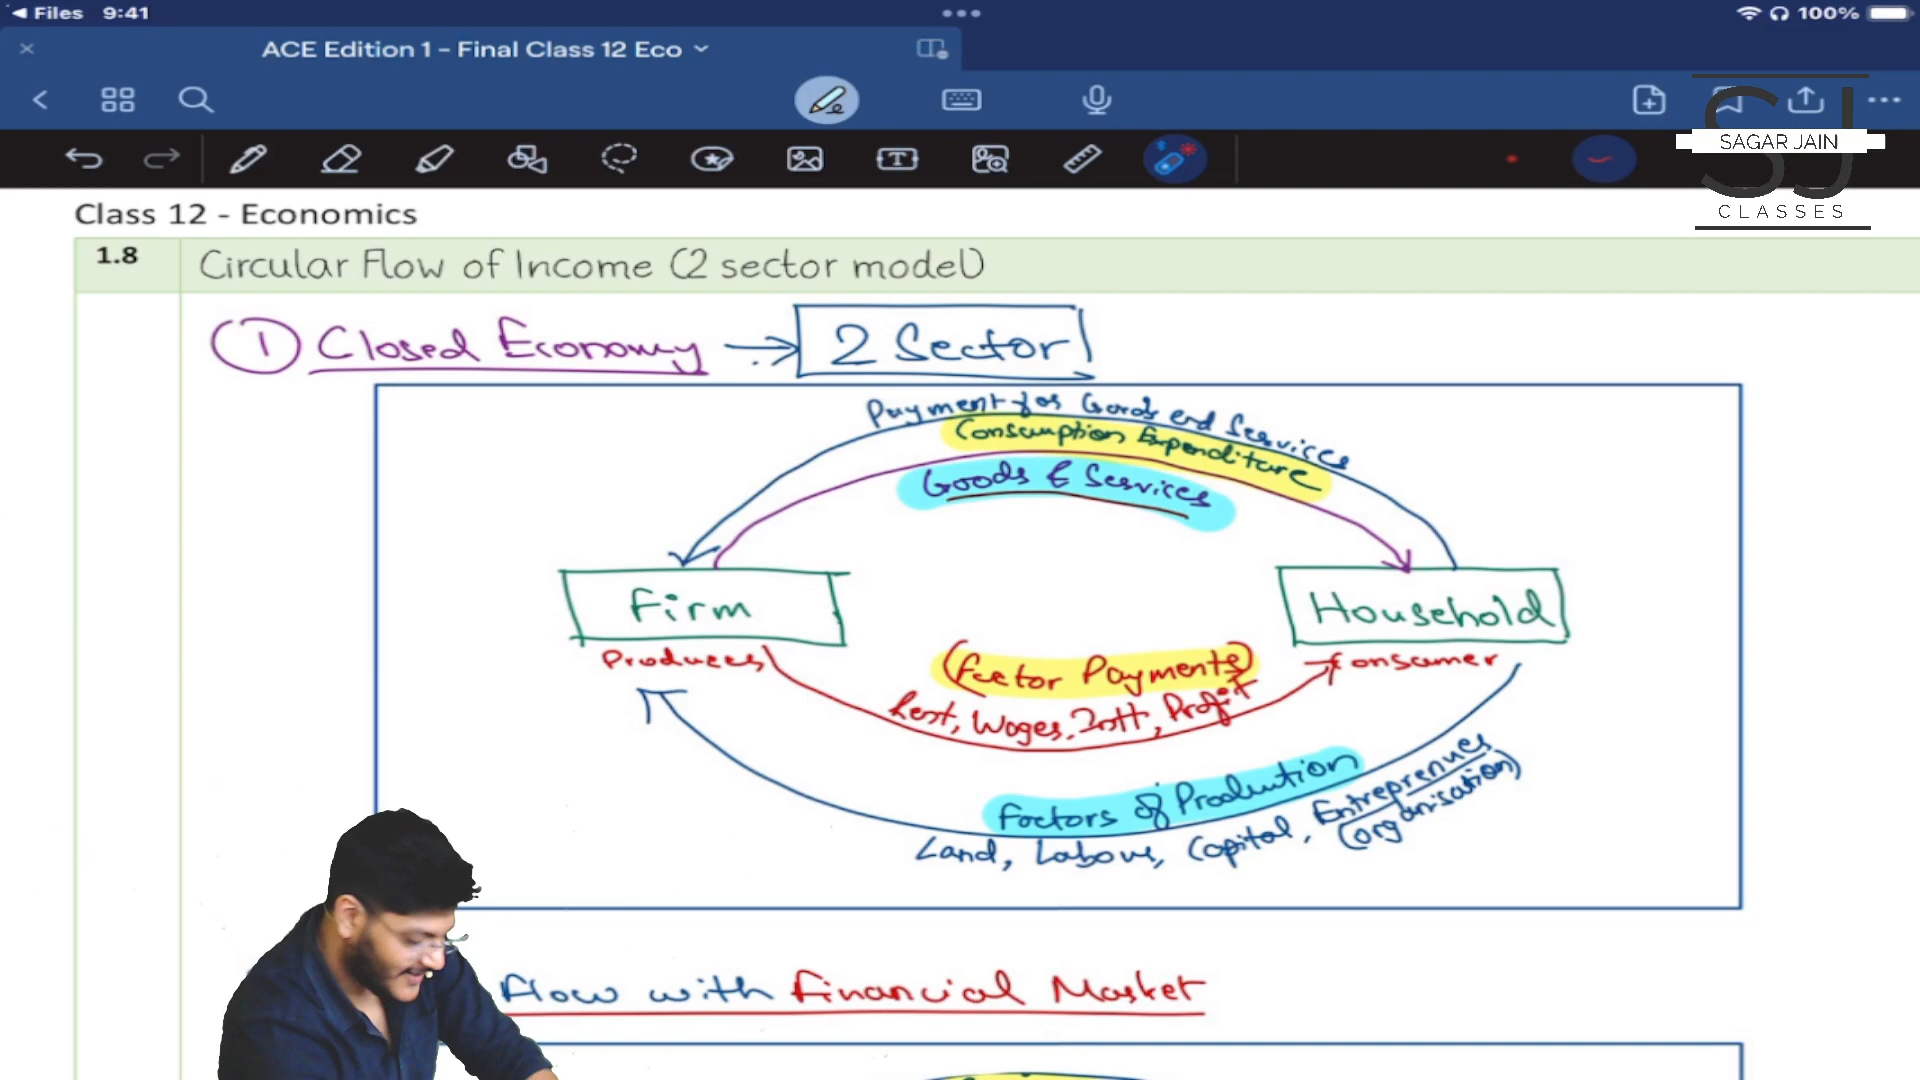 Files 9:41
100%
ACE Edition 1 – Final Class 12 Eco
SJ
SAGAR JAIN
CLASSES
Class 12 - Economics
1.8 Circular Flow of Income (2 sector model)
① Closed Economy → 2 Sector
Payment for Goods and Services
Consumption Expenditure
Goods & Services
Firm
Household
Producers
Consumer
(Factor Payments)
Rent, Wages, Intt, Profit
Factors of Production
Land, Labour, Capital, Entreprenues
(organisation)
Flow with Financial Market